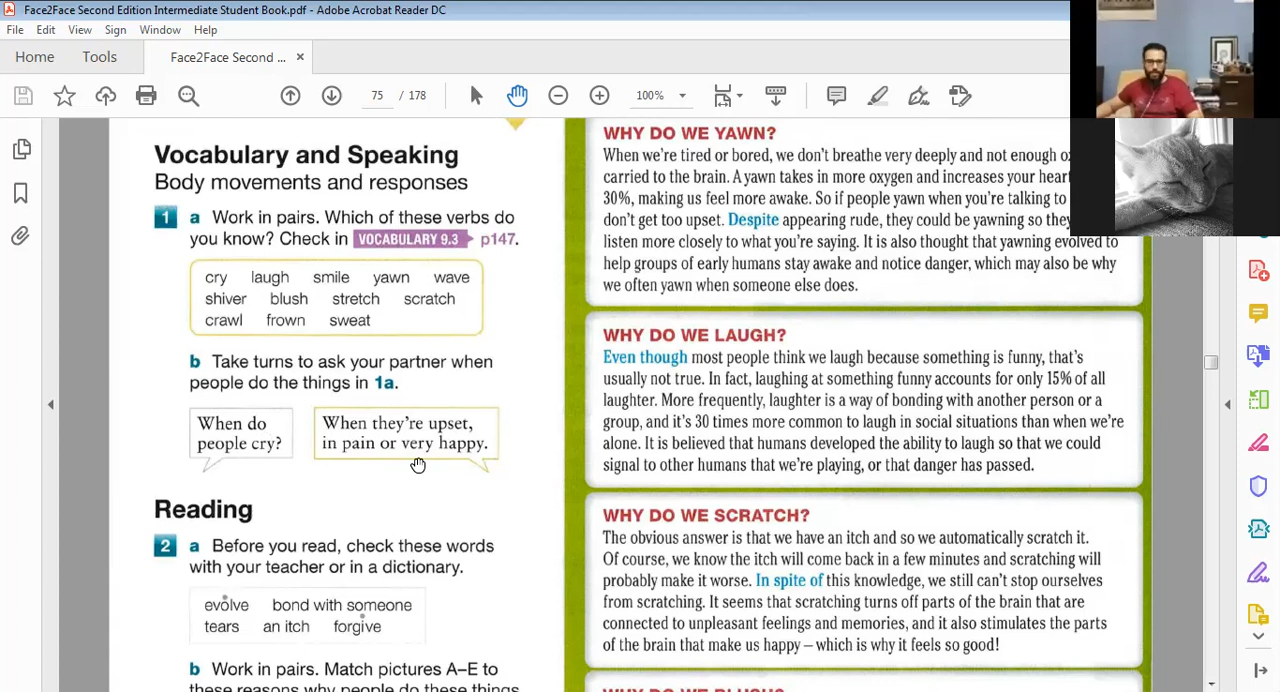 Face2Face Second Edition Intermediate Student Book.pdf - Adobe Acrobat Reader DC
File Edit View Sign Window Help
Home Tools Face2Face Second ... ×
75 / 178 100%
Vocabulary and Speaking
Body movements and responses
1 a Work in pairs. Which of these verbs do
you know? Check in VOCABULARY 9.3 p147.
cry laugh smile yawn wave
shiver blush stretch scratch
crawl frown sweat
b Take turns to ask your partner when
people do the things in 1a.
When do
people cry?
When they're upset,
in pain or very happy.
Reading
2 a Before you read, check these words
with your teacher or in a dictionary.
evolve bond with someone
tears an itch forgive
b Work in pairs. Match pictures A–E to
these reasons why people do these things
WHY DO WE YAWN?
When we're tired or bored, we don't breathe very deeply and not enough
carried to the brain. A yawn takes in more oxygen and increases your heart
30%, making us feel more awake. So if people yawn when you're talking to
don't get too upset. Despite appearing rude, they could be yawning so they
listen more closely to what you're saying. It is also thought that yawning evolved to
help groups of early humans stay awake and notice danger, which may also be why
we often yawn when someone else does.
WHY DO WE LAUGH?
Even though most people think we laugh because something is funny, that's
usually not true. In fact, laughing at something funny accounts for only 15% of all
laughter. More frequently, laughter is a way of bonding with another person or a
group, and it's 30 times more common to laugh in social situations than when we're
alone. It is believed that humans developed the ability to laugh so that we could
signal to other humans that we're playing, or that danger has passed.
WHY DO WE SCRATCH?
The obvious answer is that we have an itch and so we automatically scratch it.
Of course, we know the itch will come back in a few minutes and scratching will
probably make it worse. In spite of this knowledge, we still can't stop ourselves
from scratching. It seems that scratching turns off parts of the brain that are
connected to unpleasant feelings and memories, and it also stimulates the parts
of the brain that make us happy – which is why it feels so good!
WHY DO WE BLUSH?